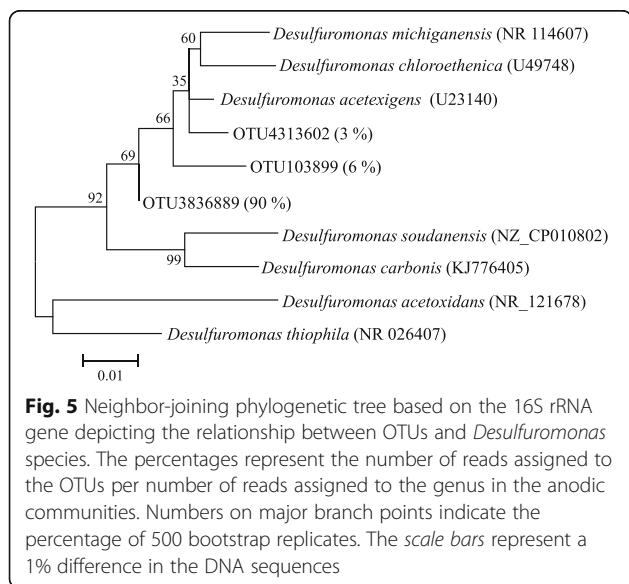 60
Desulfuromonas michiganensis (NR 114607)
Desulfuromonas chloroethenica (U49748)
35
Desulfuromonas acetexigens (U23140)
66
OTU4313602 (3 %)
69
OTU103899 (6 %)
92
OTU3836889 (90 %)
Desulfuromonas soudanensis (NZ_CP010802)
99
Desulfuromonas carbonis (KJ776405)
Desulfuromonas acetoxidans (NR_121678)
Desulfuromonas thiophila (NR 026407)
0.01
Fig. 5 Neighbor-joining phylogenetic tree based on the 16S rRNA
gene depicting the relationship between OTUs and Desulfuromonas
species. The percentages represent the number of reads assigned to
the OTUs per number of reads assigned to the genus in the anodic
communities. Numbers on major branch points indicate the
percentage of 500 bootstrap replicates. The scale bars represent a
1% difference in the DNA sequences